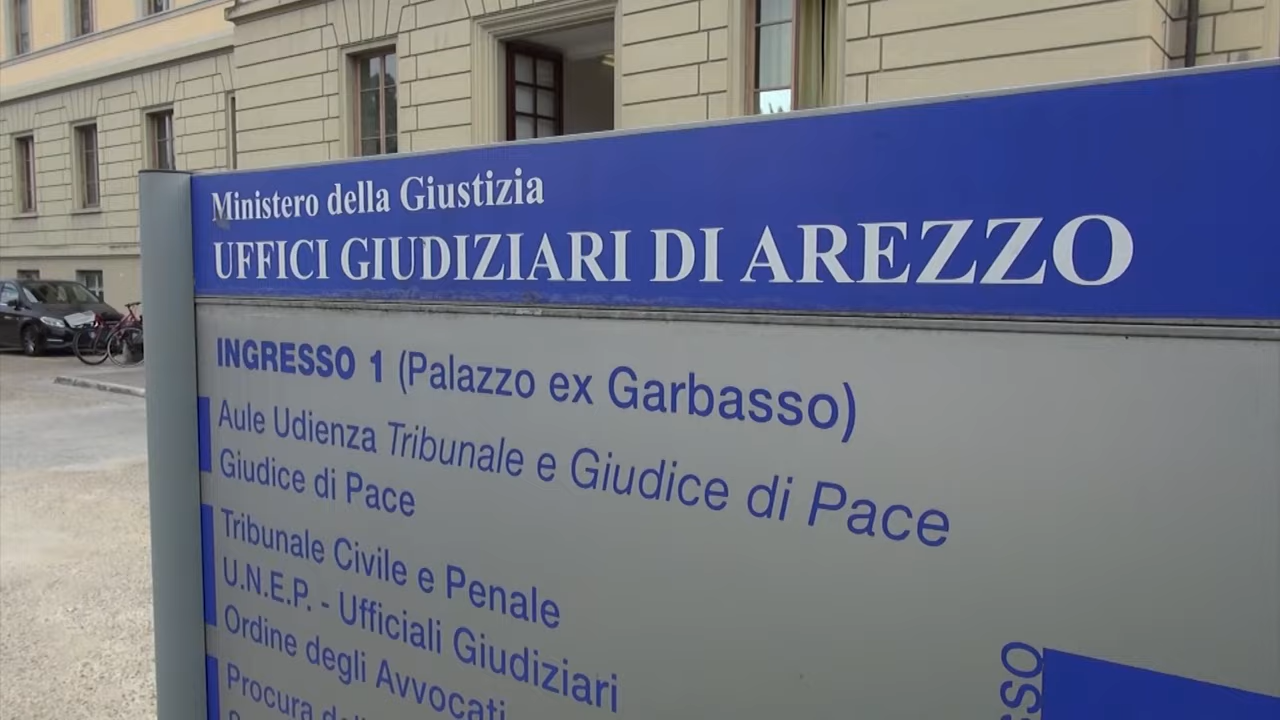 Ministero della Giustizia
UFFICI GIUDIZIARI DI AREZZO
INGRESSO 1 (Palazzo ex Garbasso)
Aule Udienza Tribunale e Giudice di Pace
Giudice di Pace
Tribunale Civile e Penale
U.N.E.P. - Ufficiali Giudiziari
Ordine degli Avvocati
Procura